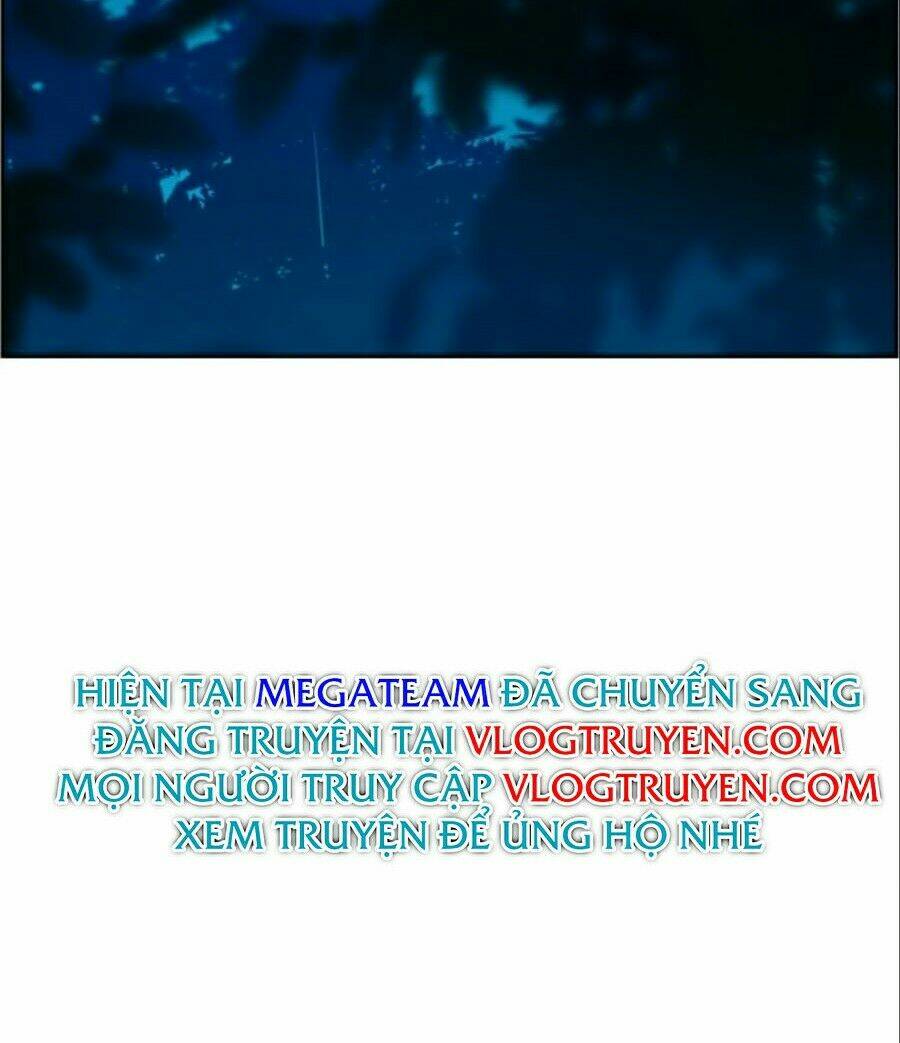 HIỆN TẠI MEGATEAM ĐÃ CHUYỂN SANG
ĐĂNG TRUYỆN TẠI VLOGTRUYEN.COM
MỌI NGƯỜI TRUY CẬP VLOGTRUYEN.COM
XEM TRUYỆN ĐỂ ỦNG HỘ NHÉ